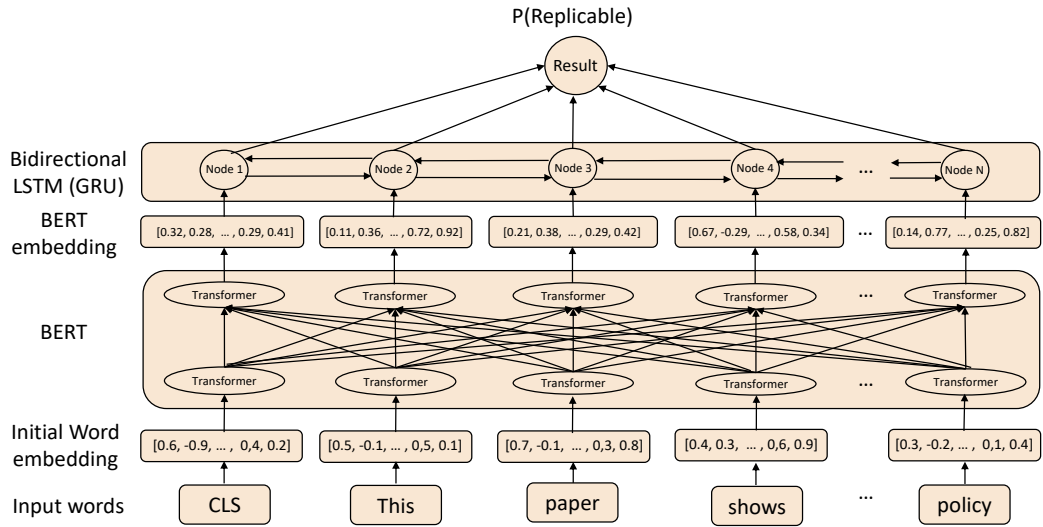 P(Replicable)
Result
Bidirectional
LSTM (GRU)
Node 1 Node 2 Node 3 Node 4 ... Node N
BERT
embedding
[0.32, 0.28, ... , 0.29, 0.41] [0.11, 0.36, ... , 0.72, 0.92] [0.21, 0.38, ... , 0.29, 0.42] [0.67, -0.29, ... , 0.58, 0.34] ... [0.14, 0.77, ... , 0.25, 0.82]
Transformer Transformer Transformer Transformer ... Transformer
BERT
Transformer Transformer Transformer Transformer ... Transformer
Initial Word
embedding
[0.6, -0.9, ... , 0,4, 0.2] [0.5, -0.1, ... , 0,5, 0.1] [0.7, -0.1, ... , 0,3, 0.8] [0.4, 0.3, ... , 0,6, 0.9] [0.3, -0.2, ... , 0,1, 0.4]
Input words CLS This paper shows ... policy